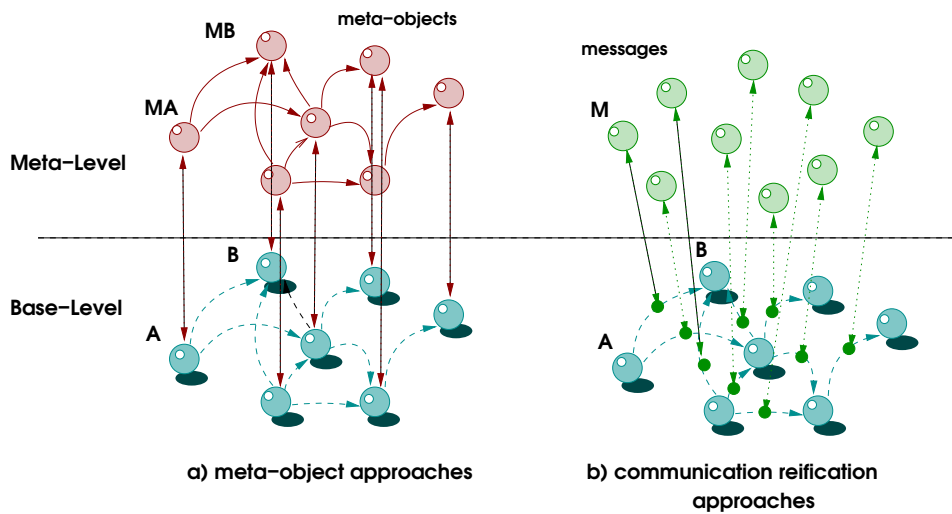 meta-objects
MB
MA
Meta-Level
B
Base-Level
A
a) meta-object approaches
messages
M
B
A
b) communication reification
approaches